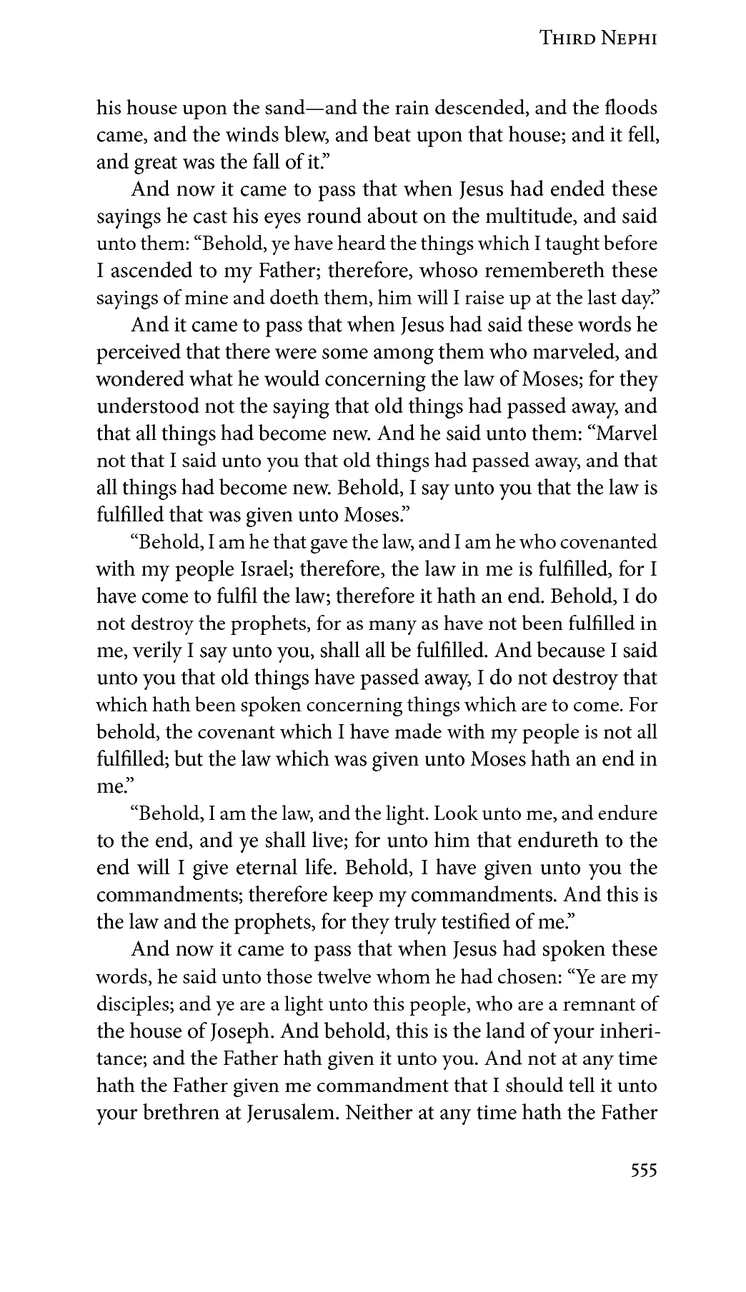 Third Nephi
his house upon the sand—and the rain descended, and the floods
came, and the winds blew, and beat upon that house; and it fell,
and great was the fall of it.”
And now it came to pass that when Jesus had ended these
sayings he cast his eyes round about on the multitude, and said
unto them: “Behold, ye have heard the things which I taught before
I ascended to my Father; therefore, whoso remembereth these
sayings of mine and doeth them, him will I raise up at the last day.”
And it came to pass that when Jesus had said these words he
perceived that there were some among them who marveled, and
wondered what he would concerning the law of Moses; for they
understood not the saying that old things had passed away, and
that all things had become new. And he said unto them: “Marvel
not that I said unto you that old things had passed away, and that
all things had become new. Behold, I say unto you that the law is
fulfilled that was given unto Moses.”
“Behold, I am he that gave the law, and I am he who covenanted
with my people Israel; therefore, the law in me is fulfilled, for I
have come to fulfil the law; therefore it hath an end. Behold, I do
not destroy the prophets, for as many as have not been fulfilled in
me, verily I say unto you, shall all be fulfilled. And because I said
unto you that old things have passed away, I do not destroy that
which hath been spoken concerning things which are to come. For
behold, the covenant which I have made with my people is not all
fulfilled; but the law which was given unto Moses hath an end in
me.”
“Behold, I am the law, and the light. Look unto me, and endure
to the end, and ye shall live; for unto him that endureth to the
end will I give eternal life. Behold, I have given unto you the
commandments; therefore keep my commandments. And this is
the law and the prophets, for they truly testified of me.”
And now it came to pass that when Jesus had spoken these
words, he said unto those twelve whom he had chosen: “Ye are my
disciples; and ye are a light unto this people, who are a remnant of
the house of Joseph. And behold, this is the land of your inheri-
tance; and the Father hath given it unto you. And not at any time
hath the Father given me commandment that I should tell it unto
your brethren at Jerusalem. Neither at any time hath the Father
555